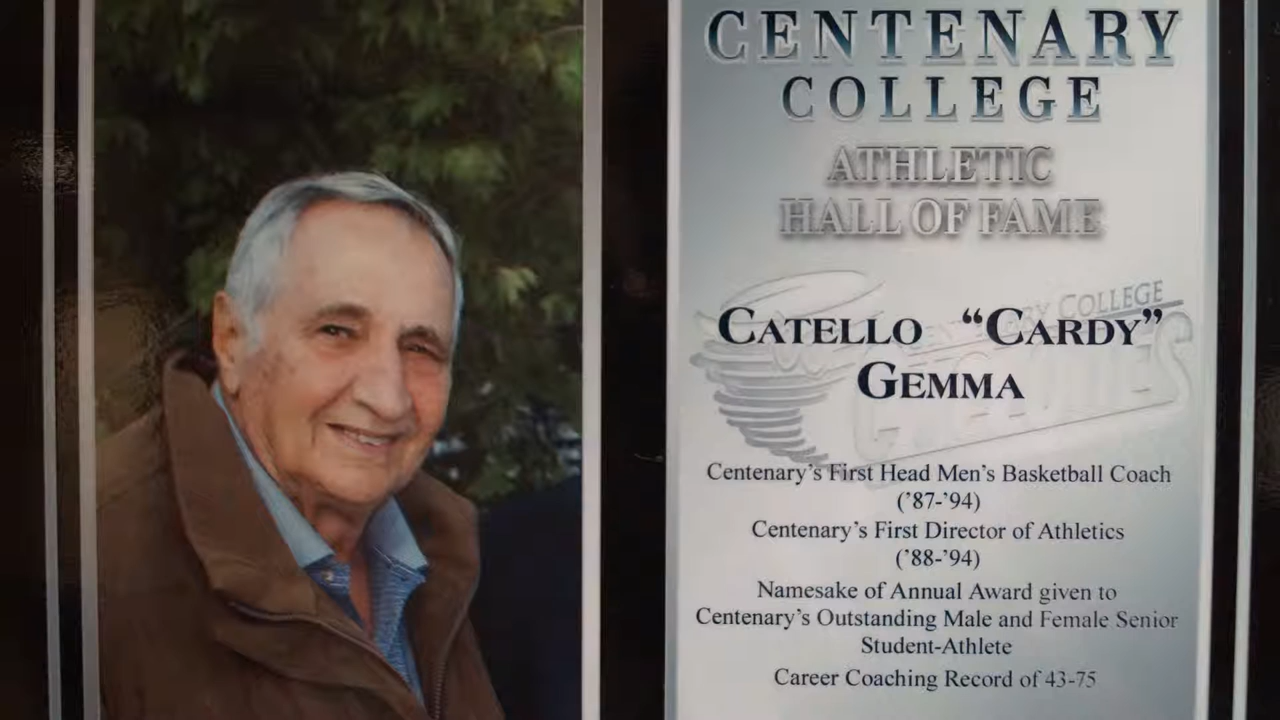 CENTENARY
COLLEGE
ATHLETIC
HALL OF FAME
CATELLO "CARDY"
GEMMA
COLLEGE
Centenary's First Head Men's Basketball Coach
('87-'94)
Centenary's First Director of Athletics
('88-'94)
Namesake of Annual Award given to
Centenary's Outstanding Male and Female Senior
Student-Athlete
Career Coaching Record of 43-75